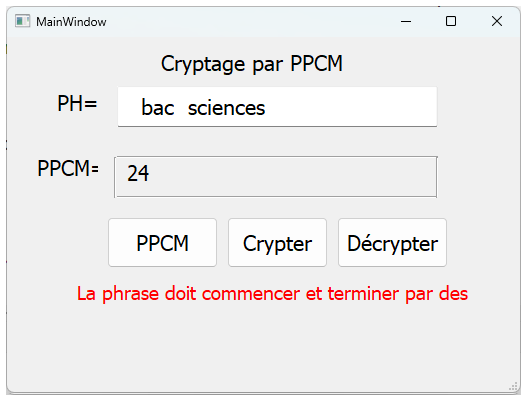 MainWindow
Cryptage par PPCM
PH= bac sciences
PPCM= 24
PPCM Crypter Décrypter
La phrase doit commencer et terminer par des